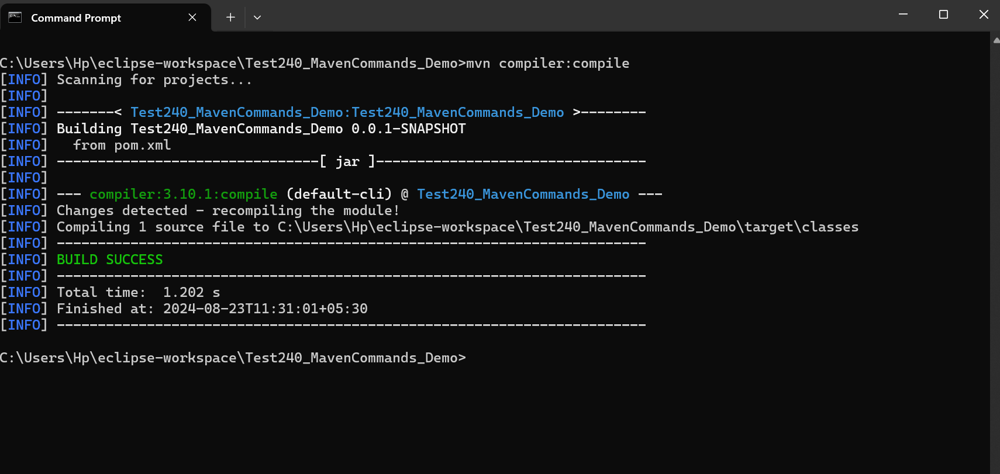 Command Prompt
C:\Users\Hp\eclipse-workspace\Test240_MavenCommands_Demo>mvn compiler:compile
[INFO] Scanning for projects...
[INFO]
[INFO] -------< Test240_MavenCommands_Demo:Test240_MavenCommands_Demo >--------
[INFO] Building Test240_MavenCommands_Demo 0.0.1-SNAPSHOT
[INFO]   from pom.xml
[INFO] --------------------------------[ jar ]---------------------------------
[INFO]
[INFO] --- compiler:3.10.1:compile (default-cli) @ Test240_MavenCommands_Demo ---
[INFO] Changes detected - recompiling the module!
[INFO] Compiling 1 source file to C:\Users\Hp\eclipse-workspace\Test240_MavenCommands_Demo\target\classes
[INFO] ------------------------------------------------------------------------
[INFO] BUILD SUCCESS
[INFO] ------------------------------------------------------------------------
[INFO] Total time:  1.202 s
[INFO] Finished at: 2024-08-23T11:31:01+05:30
[INFO] ------------------------------------------------------------------------
C:\Users\Hp\eclipse-workspace\Test240_MavenCommands_Demo>